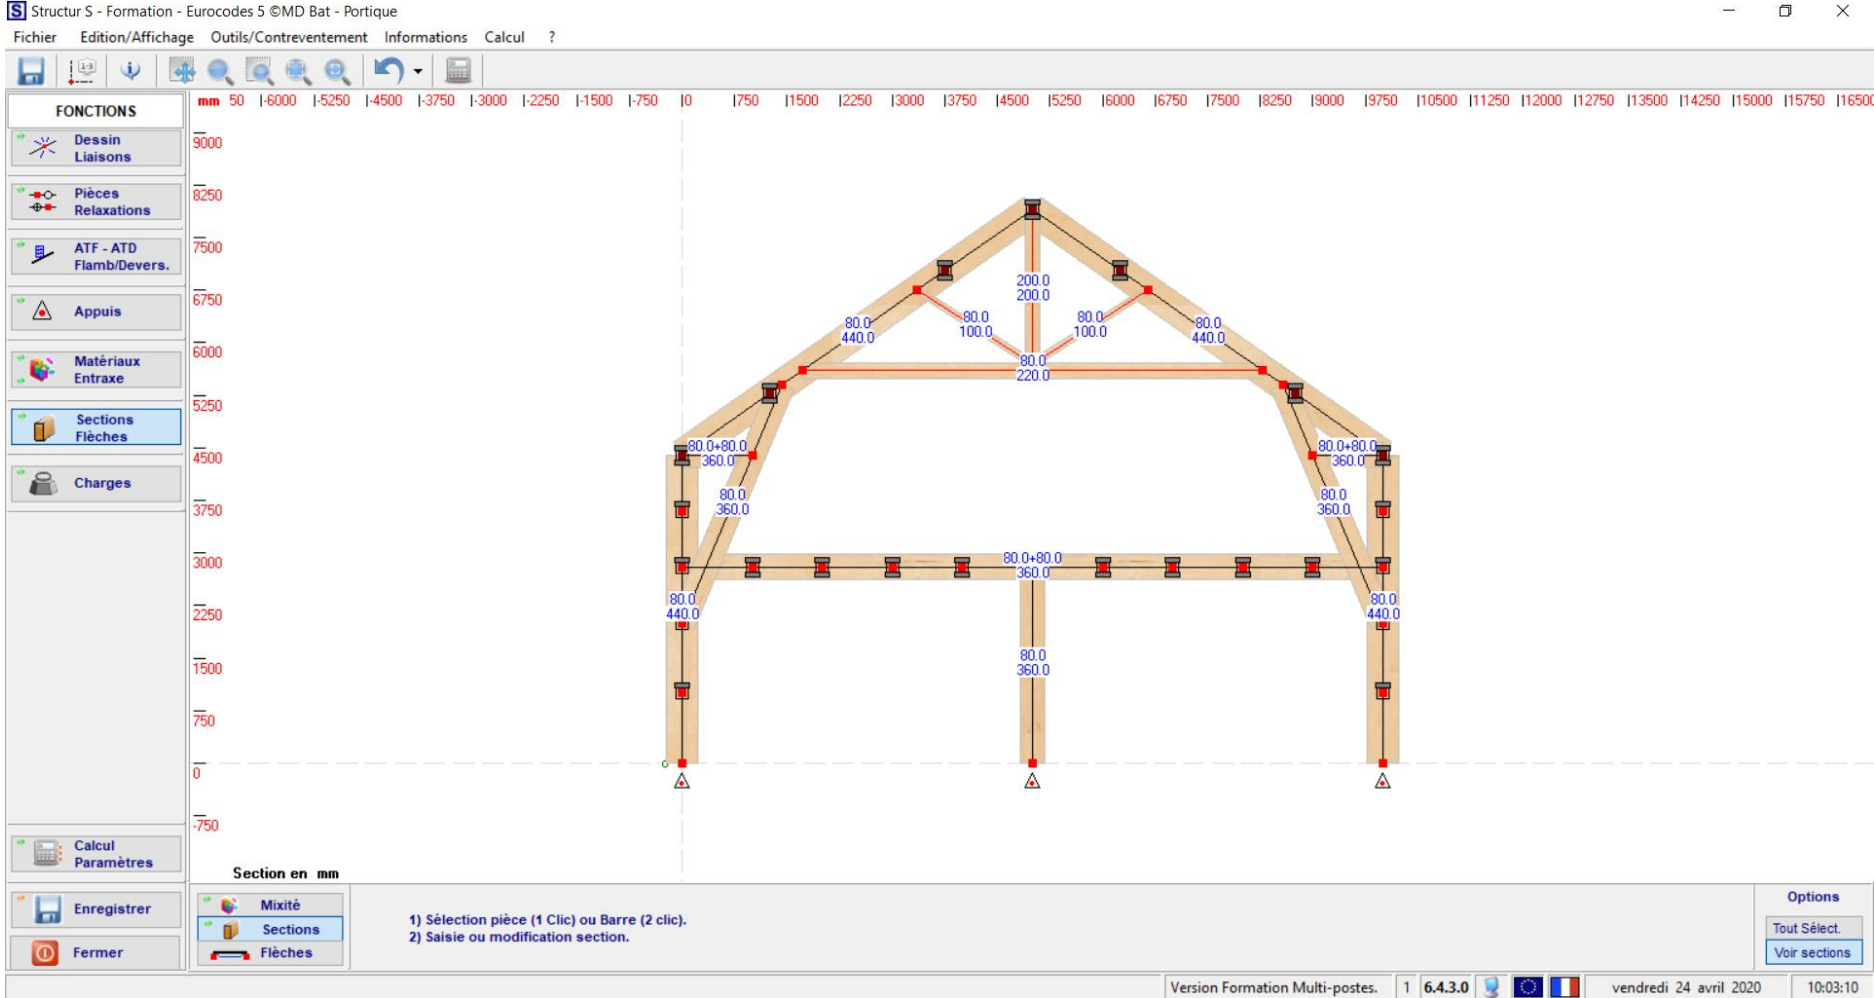 Structur S - Formation - Eurocodes 5 ©MD Bat - Portique
Fichier Edition/Affichage Outils/Contreventement Informations Calcul ?
FONCTIONS
Dessin
Liaisons
Pièces
Relaxations
ATF - ATD
Flamb/Devers.
Appuis
Matériaux
Entraxe
Sections
Flèches
Charges
Calcul
Paramètres
Enregistrer
Fermer
mm 50 |-6000 |-5250 |-4500 |-3750 |-3000 |-2250 |-1500 |-750 |0 |750 |1500 |2250 |3000 |3750 |4500 |5250 |6000 |6750 |7500 |8250 |9000 |9750 |10500 |11250 |12000 |12750 |13500 |14250 |15000 |15750 |16500
9000
8250
7500
6750
6000
5250
4500
3750
3000
2250
1500
750
0
-750
200.0
200.0
80.0
100.0
80.0
100.0
80.0
440.0
80.0
440.0
80.0
220.0
80.0+80.0
360.0
80.0+80.0
360.0
80.0
360.0
80.0
360.0
80.0+80.0
360.0
80.0
440.0
80.0
440.0
80.0
360.0
Section en mm
Mixité
Sections
Flèches
1) Sélection pièce (1 Clic) ou Barre (2 clic).
2) Saisie ou modification section.
Options
Tout Sélect.
Voir sections
Version Formation Multi-postes. 1 6.4.3.0 vendredi 24 avril 2020 10:03:10